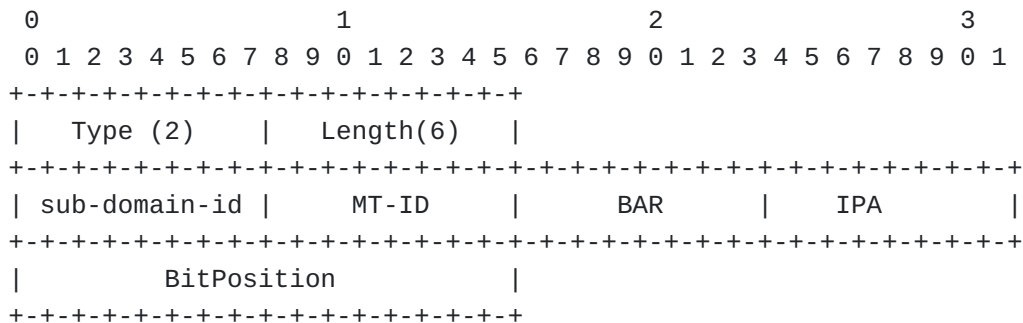 0                   1                   2                   3
 0 1 2 3 4 5 6 7 8 9 0 1 2 3 4 5 6 7 8 9 0 1 2 3 4 5 6 7 8 9 0 1
+-+-+-+-+-+-+-+-+-+-+-+-+-+-+-+-+
|   Type (2)    |   Length(6)   |
+-+-+-+-+-+-+-+-+-+-+-+-+-+-+-+-+-+-+-+-+-+-+-+-+-+-+-+-+-+-+-+-+
| sub-domain-id |     MT-ID     |      BAR      |    IPA        |
+-+-+-+-+-+-+-+-+-+-+-+-+-+-+-+-+-+-+-+-+-+-+-+-+-+-+-+-+-+-+-+-+
|         BitPosition           |
+-+-+-+-+-+-+-+-+-+-+-+-+-+-+-+-+